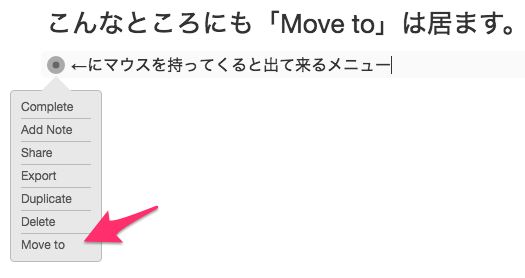 こんなところにも「Move to」は居ます。
←にマウスを持ってくると出て来るメニュー
Complete
Add Note
Share
Export
Duplicate
Delete
Move to